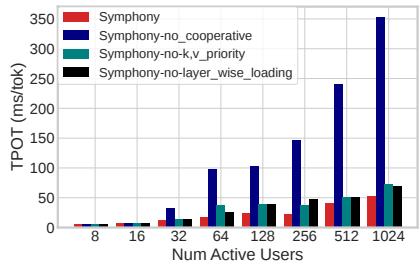 Symphony
Symphony-no_cooperative
Symphony-no-k,v_priority
Symphony-no-layer_wise_loading
TPOT (ms/tok)
350
300
250
200
150
100
50
0
8 16 32 64 128 256 512 1024
Num Active Users